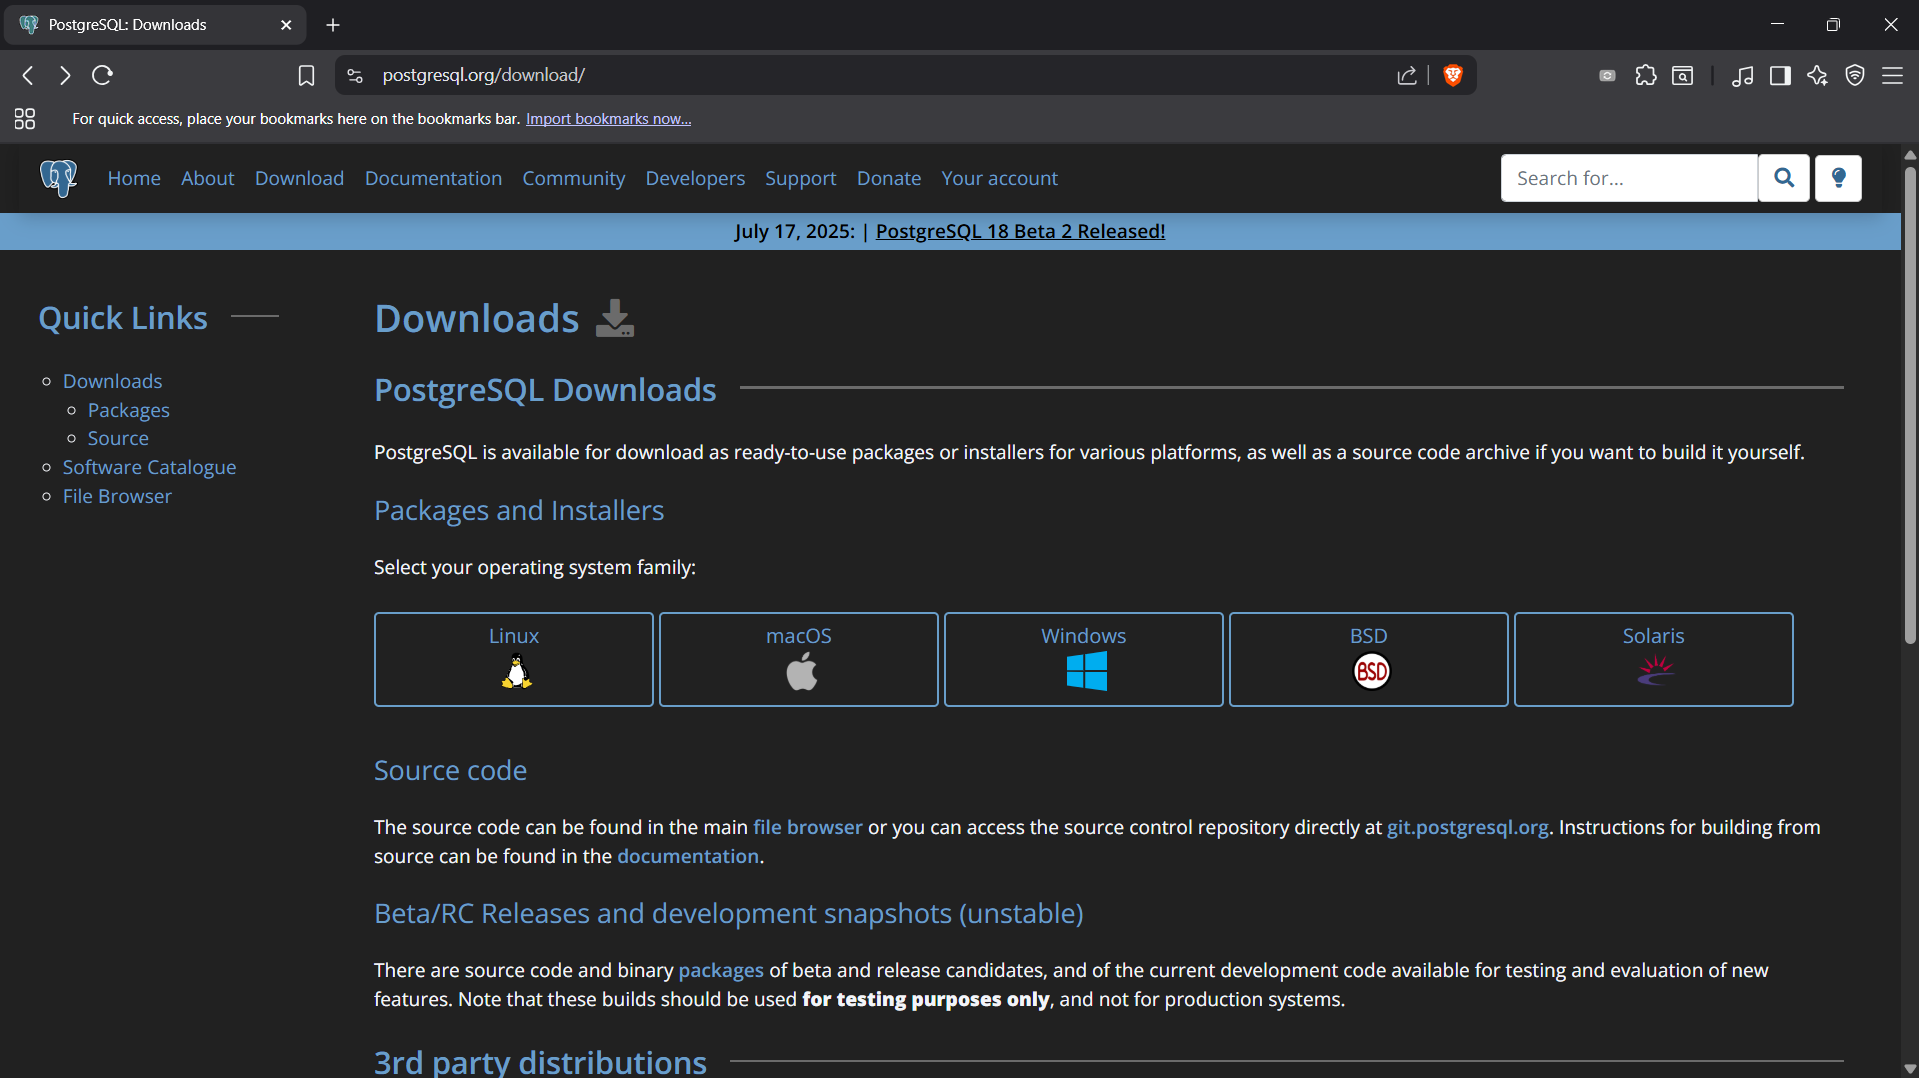 PostgreSQL: Downloads
postgresql.org/download/
For quick access, place your bookmarks here on the bookmarks bar. Import bookmarks now...
Home About Download Documentation Community Developers Support Donate Your account
Search for...
July 17, 2025: | PostgreSQL 18 Beta 2 Released!
Quick Links
Downloads
Packages
Source
Software Catalogue
File Browser
Downloads
PostgreSQL Downloads
PostgreSQL is available for download as ready-to-use packages or installers for various platforms, as well as a source code archive if you want to build it yourself.
Packages and Installers
Select your operating system family:
Linux
macOS
Windows
BSD
BSD
Solaris
Source code
The source code can be found in the main file browser or you can access the source control repository directly at git.postgresql.org. Instructions for building from
source can be found in the documentation.
Beta/RC Releases and development snapshots (unstable)
There are source code and binary packages of beta and release candidates, and of the current development code available for testing and evaluation of new
features. Note that these builds should be used for testing purposes only, and not for production systems.
3rd party distributions